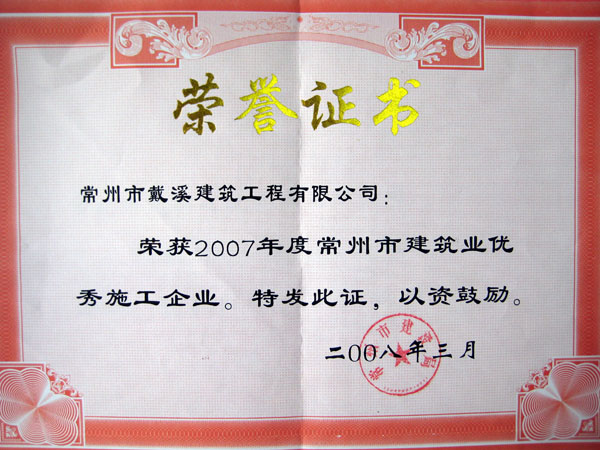 荣誉证书
常州市戴溪建筑工程有限公司:
荣获2007年度常州市建筑业优
秀施工企业。特发此证,以资鼓励。
二00八年三月